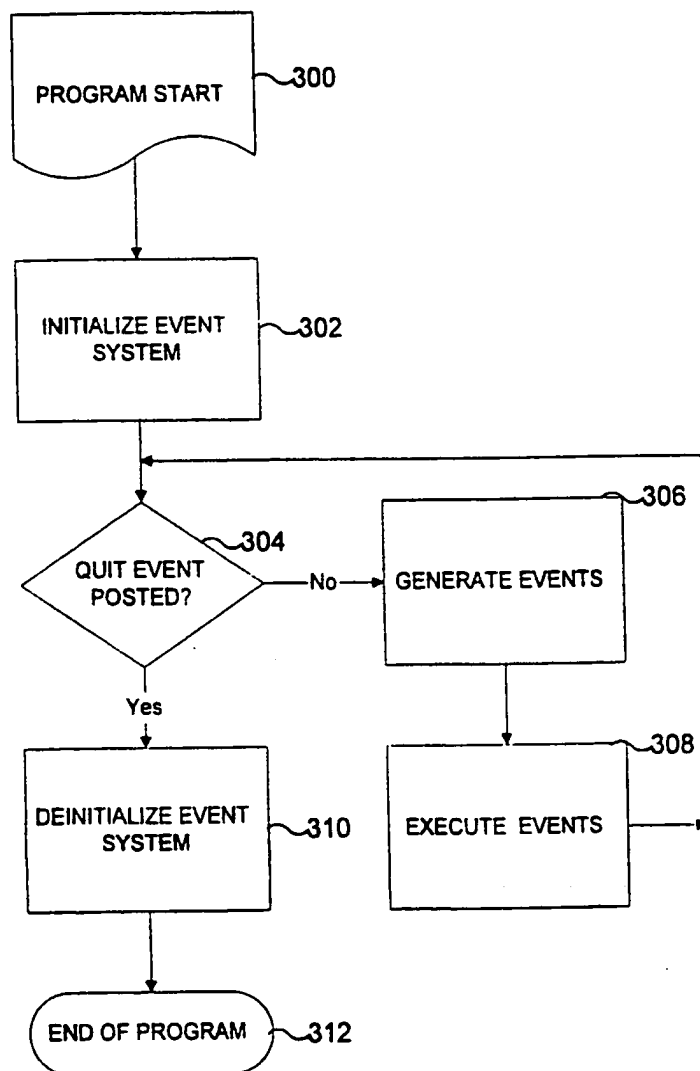 PROGRAM START
300
INITIALIZE EVENT
SYSTEM
302
QUIT EVENT
POSTED?
304
No
GENERATE EVENTS
306
Yes
EXECUTE EVENTS
308
DEINITIALIZE EVENT
SYSTEM
310
END OF PROGRAM
312